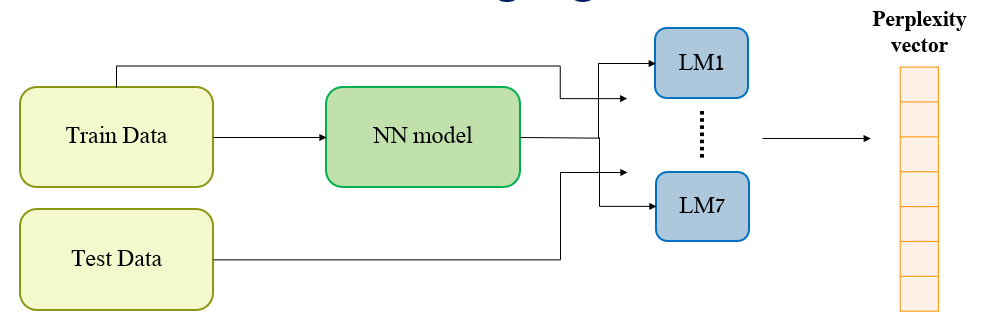 Perplexity
vector
LM1
Train Data
NN model
LM7
Test Data